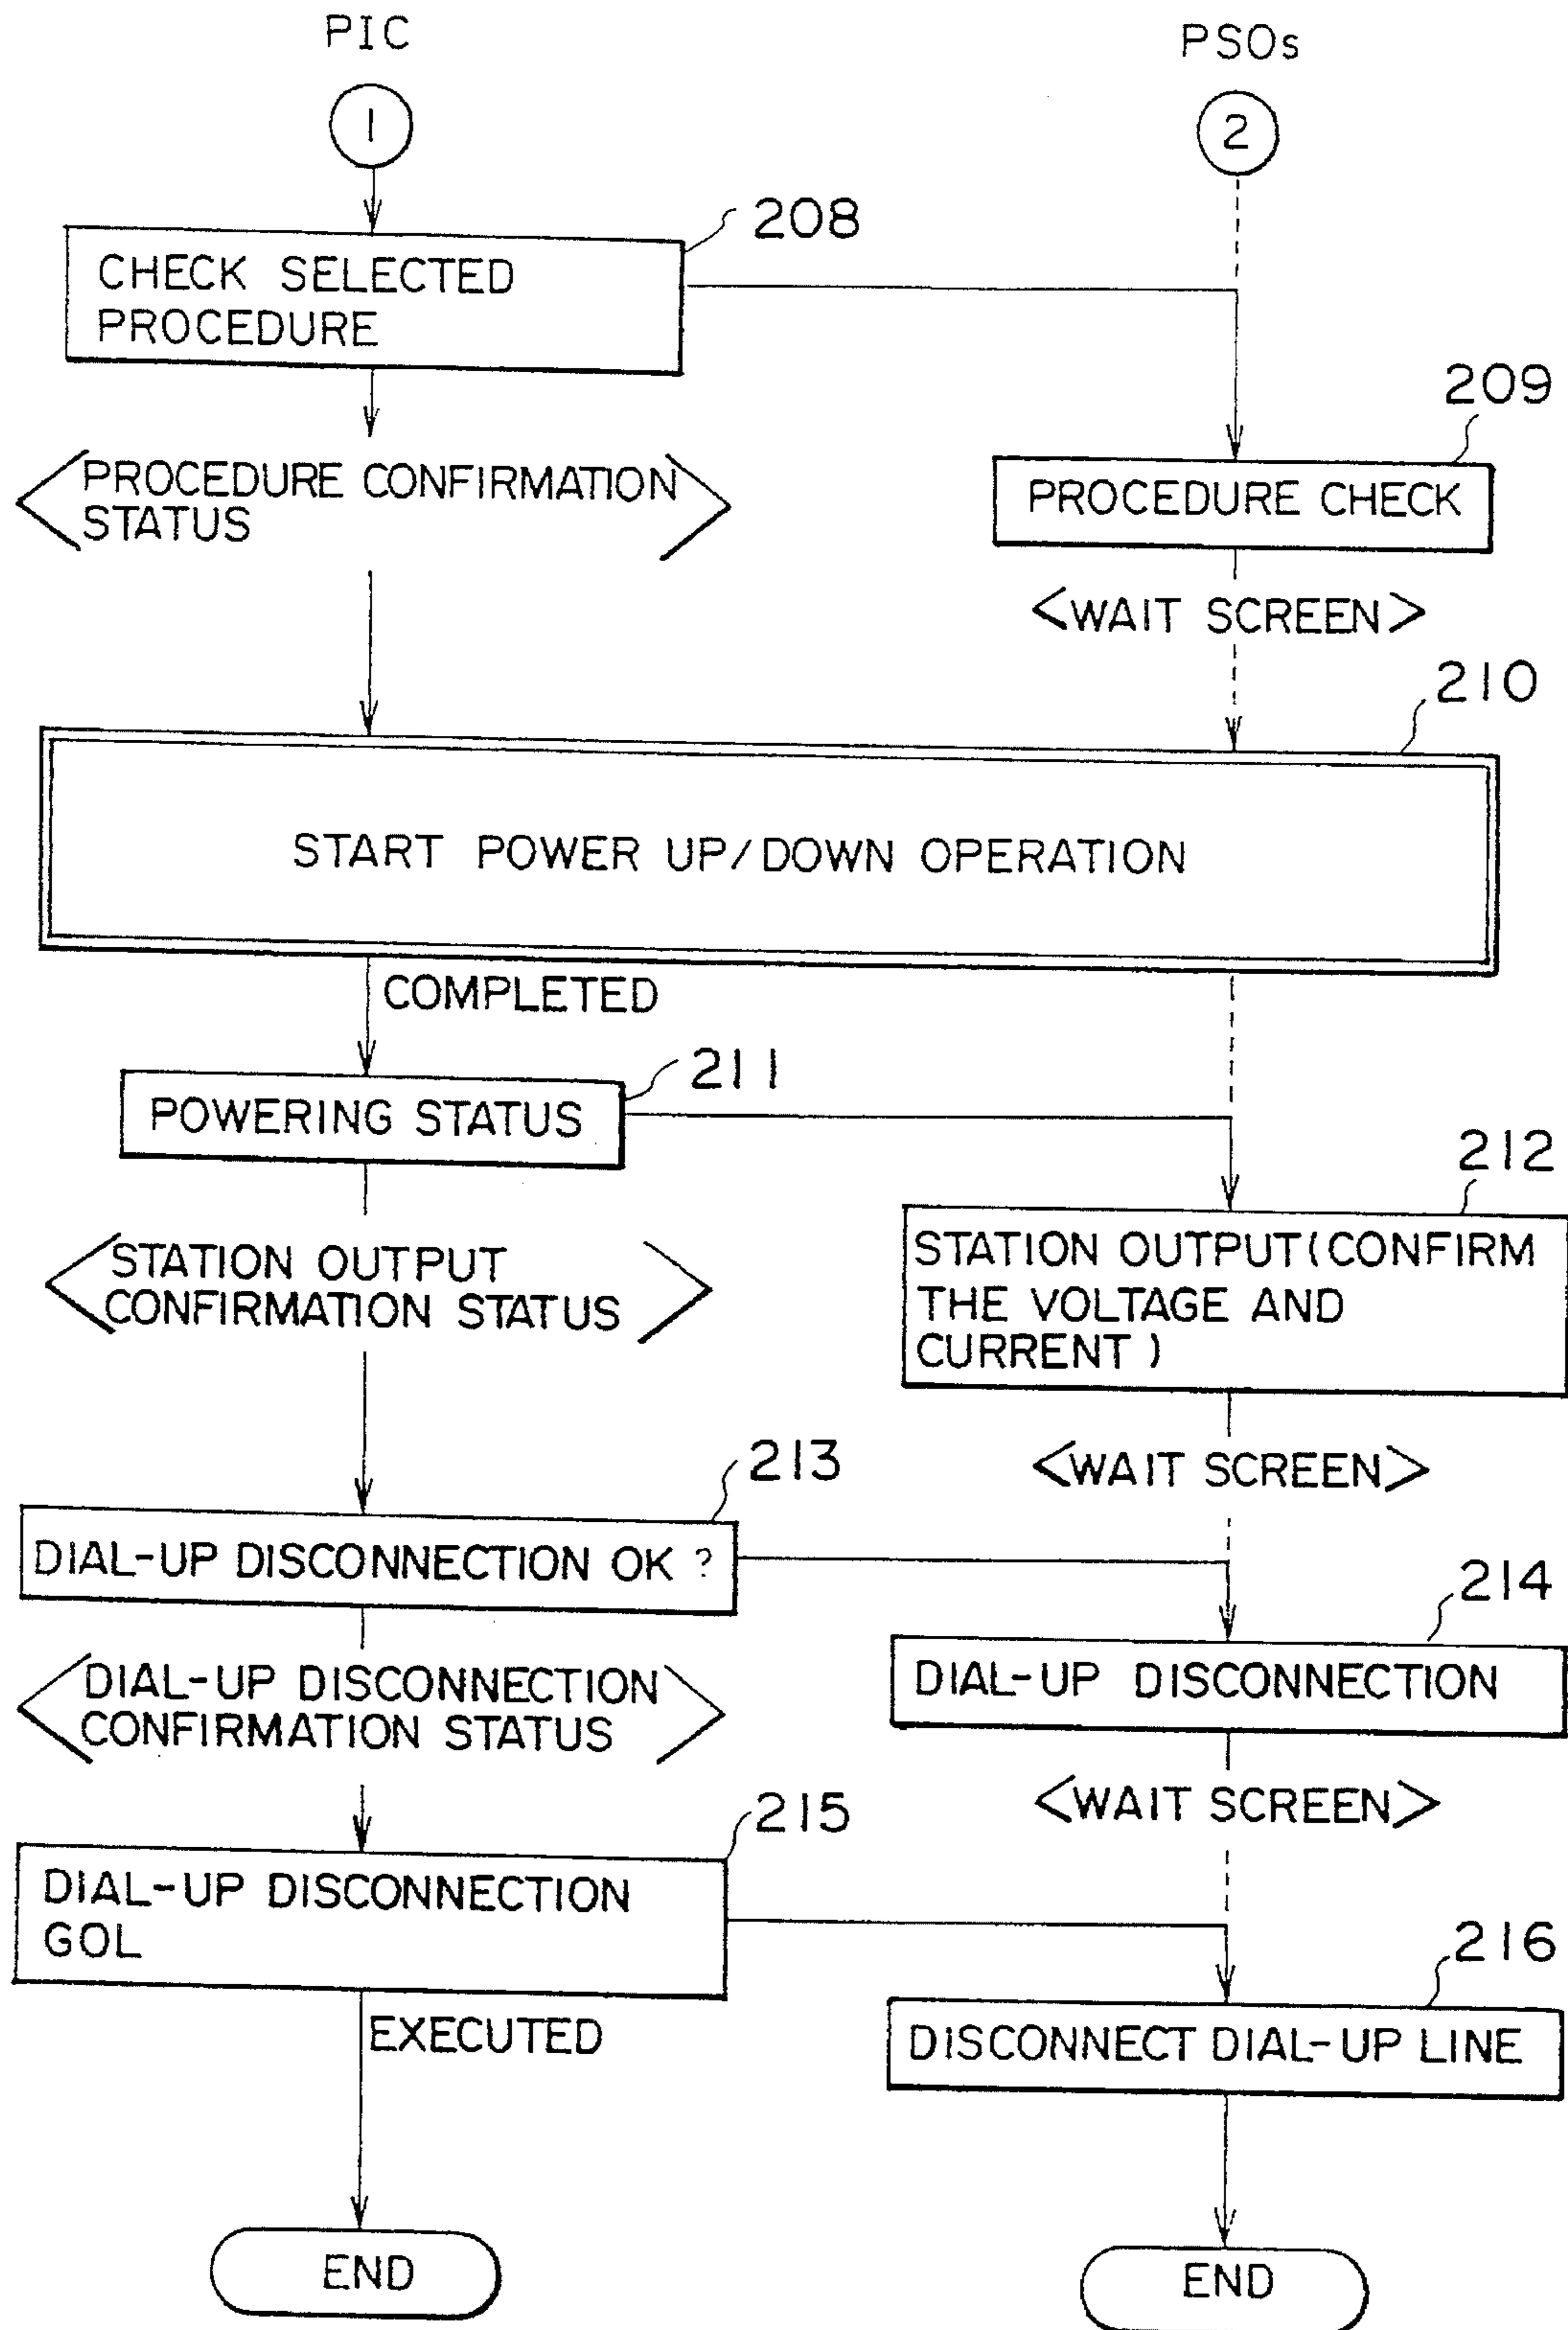 PIC
PSOs
1
2
208
CHECK SELECTED
PROCEDURE
209
PROCEDURE CONFIRMATION
STATUS
PROCEDURE CHECK
<WAIT SCREEN>
210
START POWER UP/DOWN OPERATION
COMPLETED
211
POWERING STATUS
212
STATION OUTPUT
CONFIRMATION STATUS
STATION OUTPUT (CONFIRM
THE VOLTAGE AND
CURRENT)
213
<WAIT SCREEN>
DIAL-UP DISCONNECTION OK ?
214
DIAL-UP DISCONNECTION
CONFIRMATION STATUS
DIAL-UP DISCONNECTION
<WAIT SCREEN>
215
DIAL-UP DISCONNECTION
GOL
216
EXECUTED
DISCONNECT DIAL-UP LINE
END
END